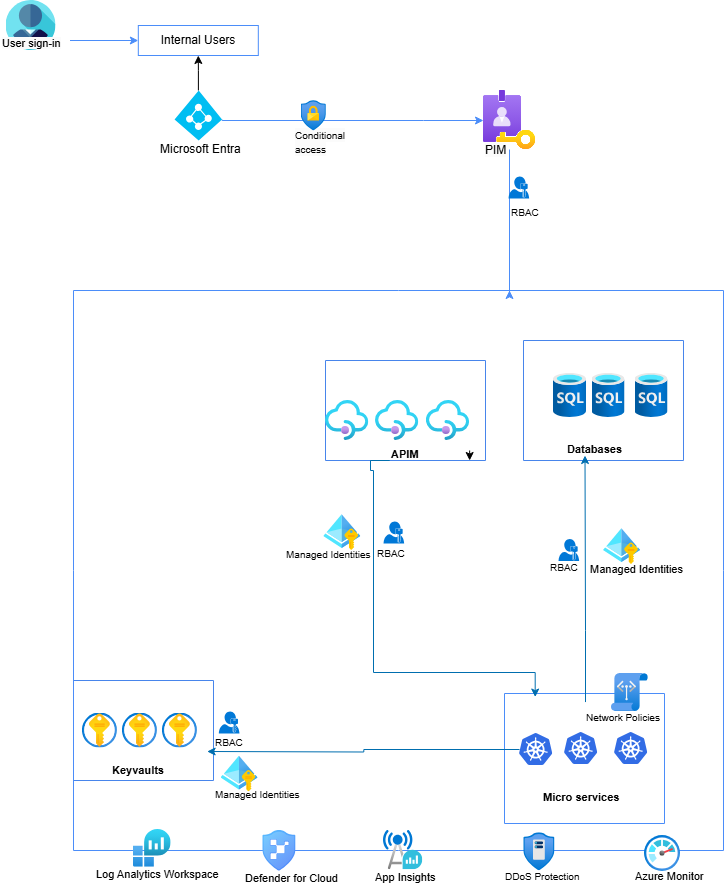 User sign-in
Internal Users
Microsoft Entra
Conditional
access
PIM
RBAC
SQL
SQL
SQL
APIM
Databases
Managed Identities
RBAC
RBAC
Managed Identities
Network Policies
RBAC
Keyvaults
Managed Identities
Micro services
Log Analytics Workspace
Defender for Cloud
App Insights
DDoS Protection
Azure Monitor